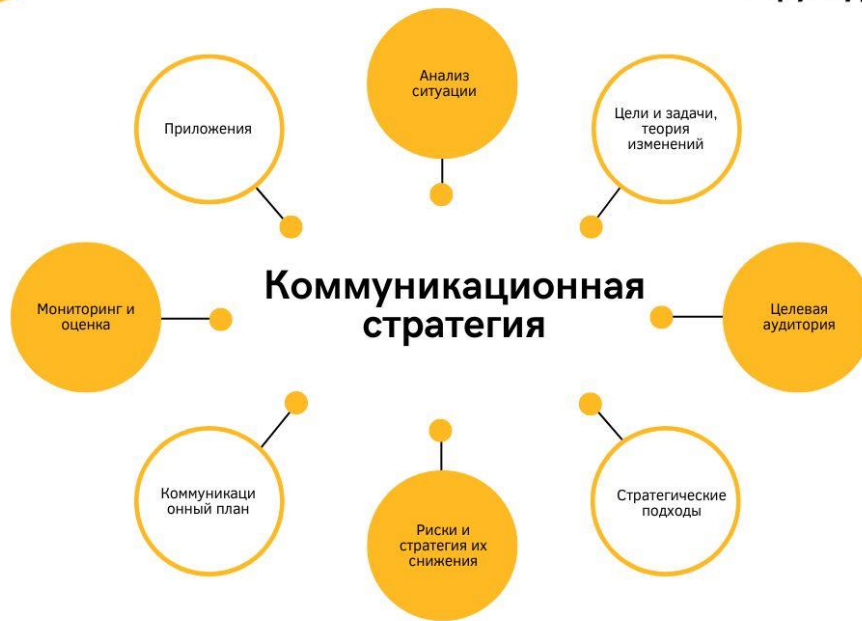 Анализ
ситуации
Приложения
Цели и задачи,
теория
изменений
Коммуникационная
стратегия
Мониторинг и
оценка
Целевая
аудитория
Коммуникаци
онный план
Риски и
стратегия их
снижения
Стратегические
подходы